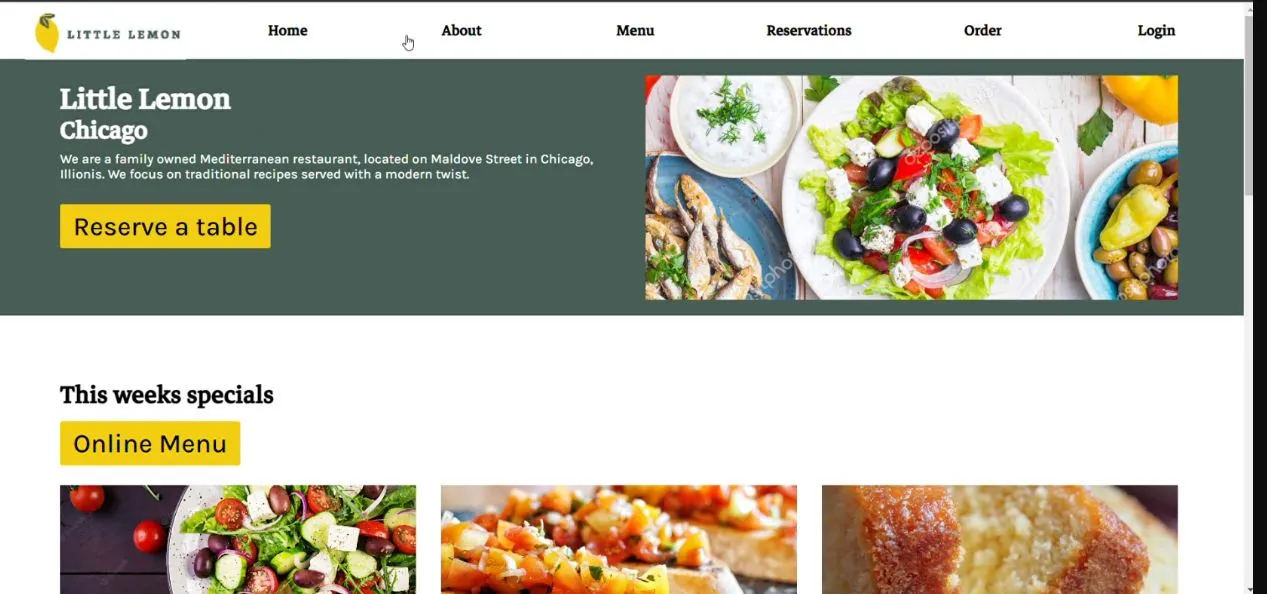 LITTLE LEMON
Home About Menu Reservations Order Login
Little Lemon
Chicago
We are a family owned Mediterranean restaurant, located on Maldove Street in Chicago,
Illionis. We focus on traditional recipes served with a modern twist.
Reserve a table
This weeks specials
Online Menu